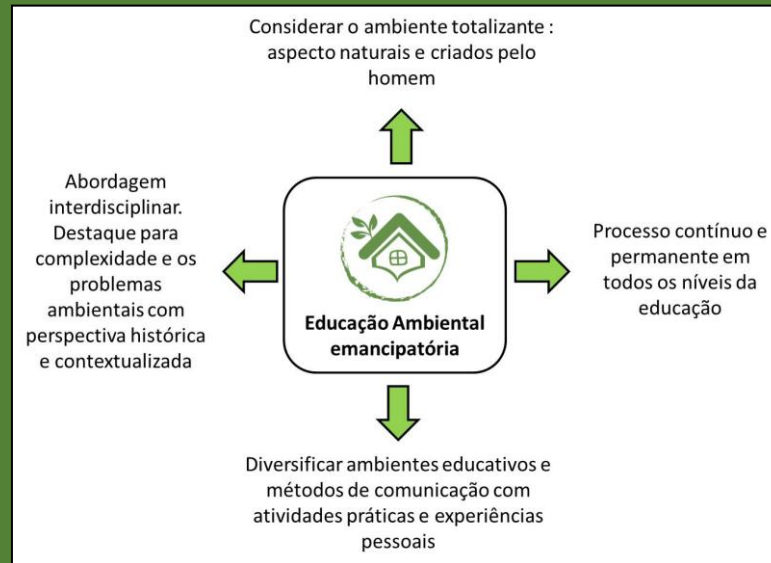 Considerar o ambiente totalizante :
aspecto naturais e criados pelo
homem
Abordagem
interdisciplinar.
Destaque para
complexidade e os
problemas
ambientais com
perspectiva histórica
e contextualizada
Educação Ambiental
emancipatória
Processo contínuo e
permanente em
todos os níveis da
educação
Diversificar ambientes educativos e
métodos de comunicação com
atividades práticas e experiências
pessoais